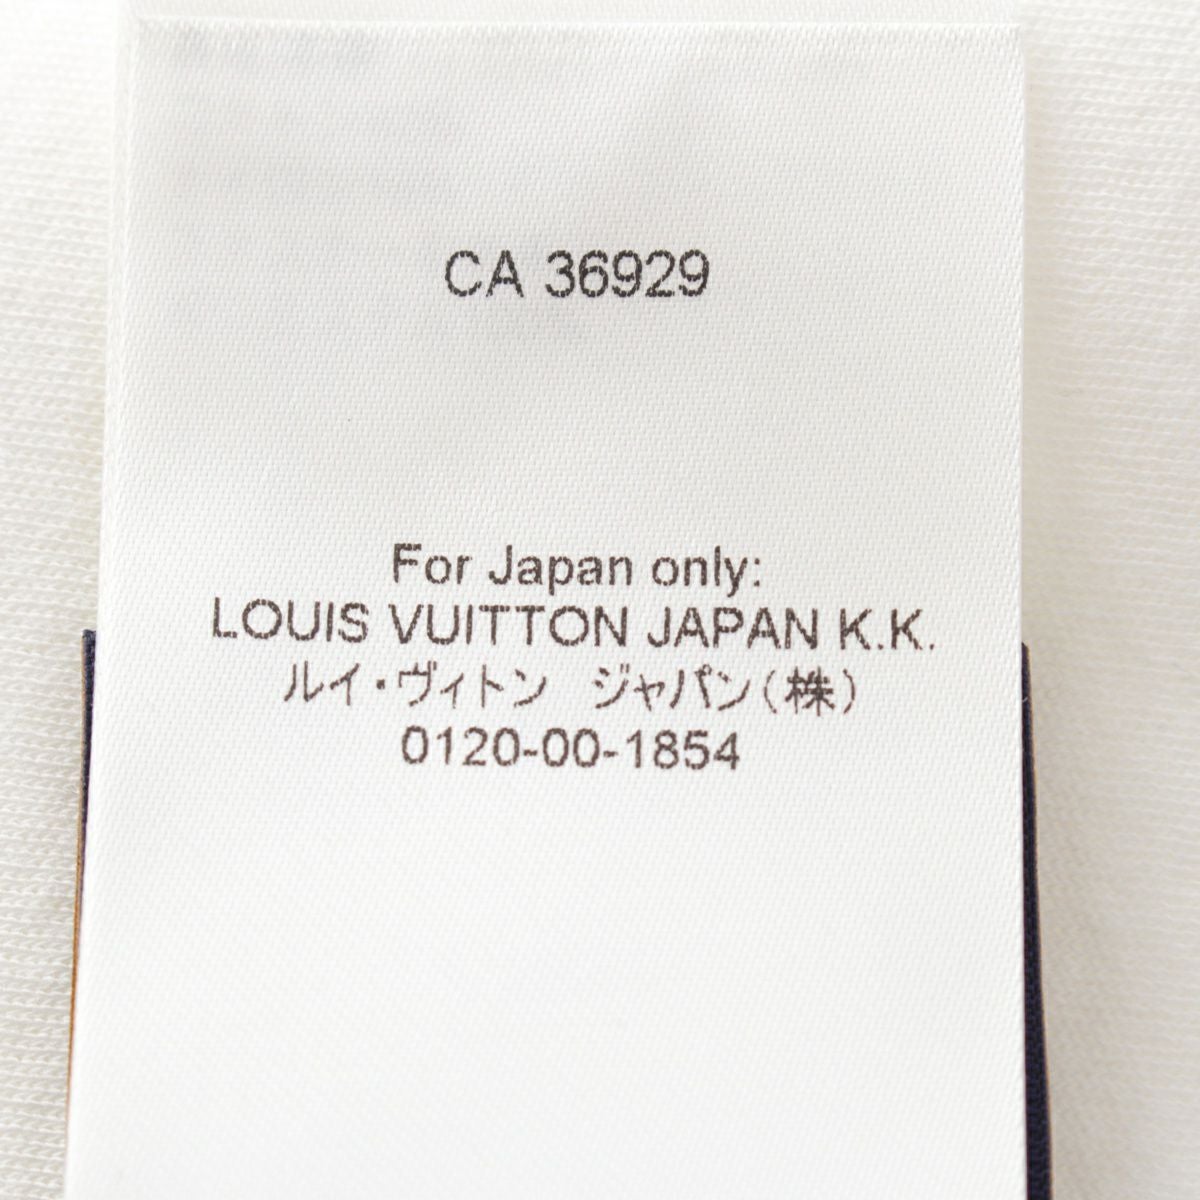 CA 36929
For Japan only:
LOUIS VUITTON JAPAN K.K.
ルイ・ヴィトン　ジャパン(株)
0120-00-1854